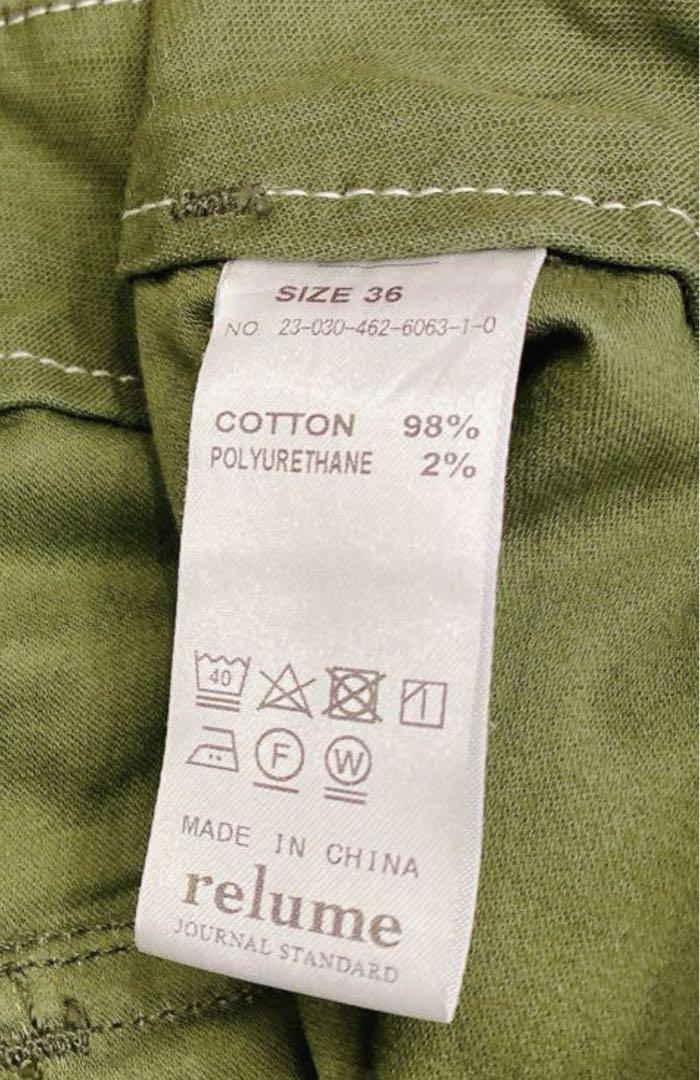 SIZE 36
NO 23-030-462-6063-1-0
COTTON 98%
POLYURETHANE 2%
40
F W
MADE IN CHINA
relume
JOURNAL STANDARD